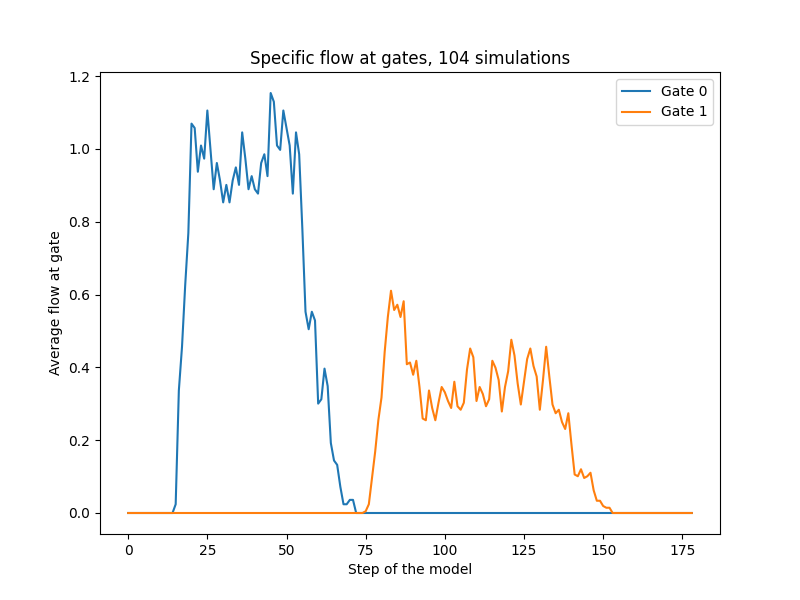 Specific flow at gates, 104 simulations
Gate 0
Gate 1
Average flow at gate
1.2
1.0
0.8
0.6
0.4
0.2
0.0
0 25 50 75 100 125 150 175
Step of the model